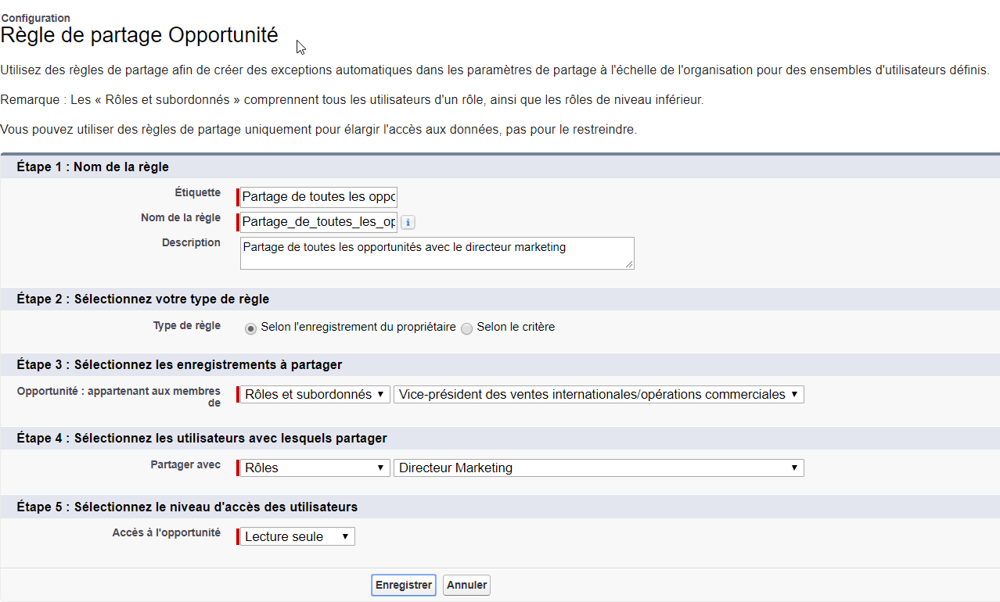 Configuration
Règle de partage Opportunité
Utilisez des règles de partage afin de créer des exceptions automatiques dans les paramètres de partage à l'échelle de l'organisation pour des ensembles d'utilisateurs définis.
Remarque : Les « Rôles et subordonnés » comprennent tous les utilisateurs d'un rôle, ainsi que les rôles de niveau inférieur.
Vous pouvez utiliser des règles de partage uniquement pour élargir l'accès aux données, pas pour le restreindre.
Étape 1 : Nom de la règle
Étiquette Partage de toutes les oppo
Nom de la règle Partage_de_toutes_les_op i
Description Partage de toutes les opportunités avec le directeur marketing
Étape 2 : Sélectionnez votre type de règle
Type de règle Selon l'enregistrement du propriétaire Selon le critère
Étape 3 : Sélectionnez les enregistrements à partager
Opportunité : appartenant aux membres
de Rôles et subordonnés Vice-président des ventes internationales/opérations commerciales
Étape 4 : Sélectionnez les utilisateurs avec lesquels partager
Partager avec Rôles Directeur Marketing
Étape 5 : Sélectionnez le niveau d'accès des utilisateurs
Accès à l'opportunité Lecture seule
Enregistrer Annuler